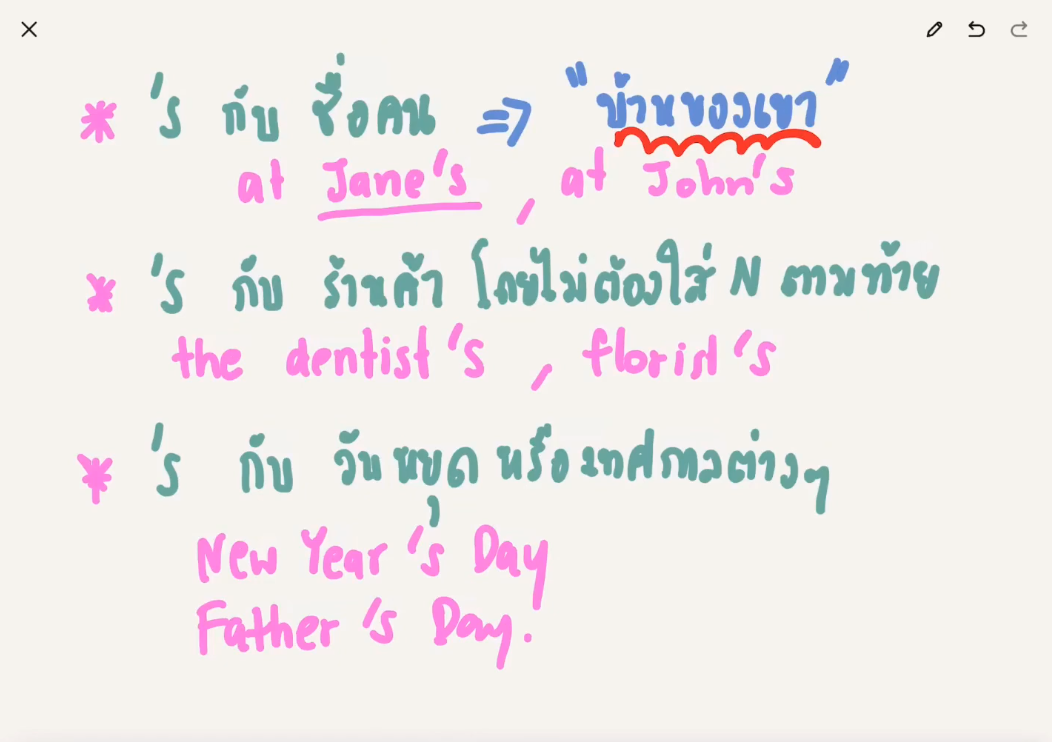 * 's กับ ชื่อคน => "บ้านของเขา"
at Jane's , at John's
* 's กับ ร้านค้า โดยไม่ต้องใส่ N ตามท้าย
the dentist's , florist's
* 's กับ วันหยุด หรือเทศกาลต่างๆ
New Year's Day
Father's Day.